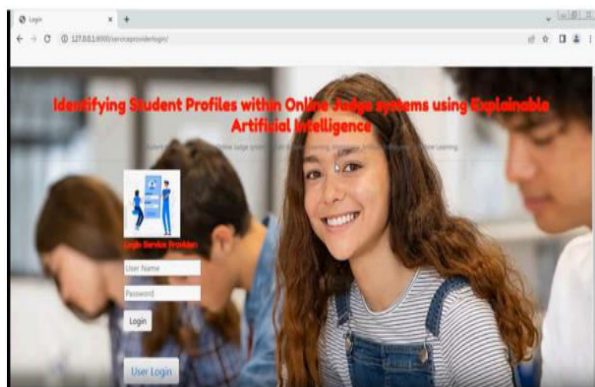 Login
127.0.0.1:8000/serviceproviderlogin/
Identifying Student Profiles within Online Judge systems using Explainable
Artificial Intelligence
Login Service Provider:
User Name
Password
Login
User Login